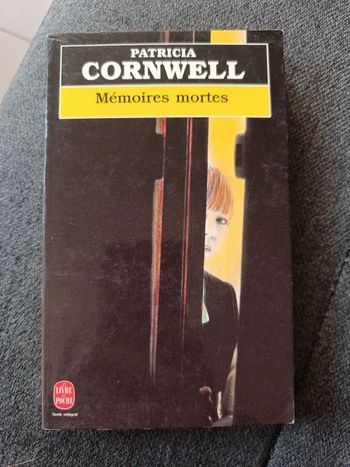 PATRICIA
CORNWELL
Mémoires mortes
LE
LIVRE
DE
POCHE
Texte intégral